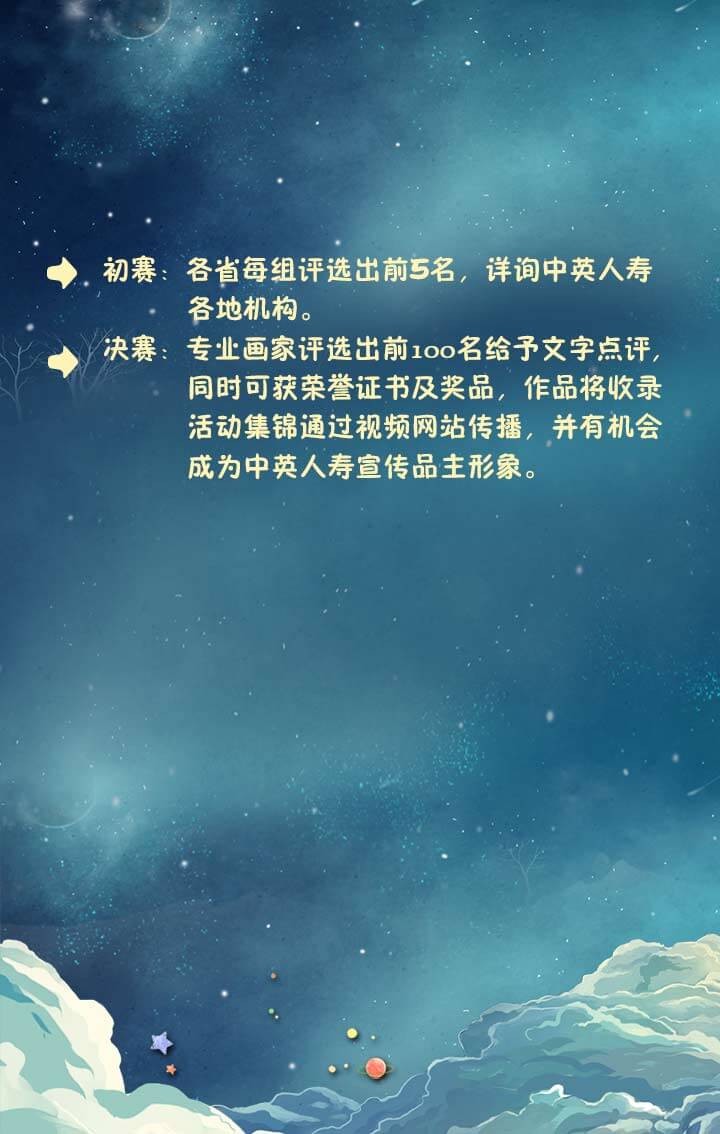 初赛：各省每组评选出前5名，详询中英人寿
各地机构。
决赛：专业画家评选出前100名给予文字点评，
同时可获荣誉证书及奖品，作品将收录
活动集锦通过视频网站传播，并有机会
成为中英人寿宣传品主形象。